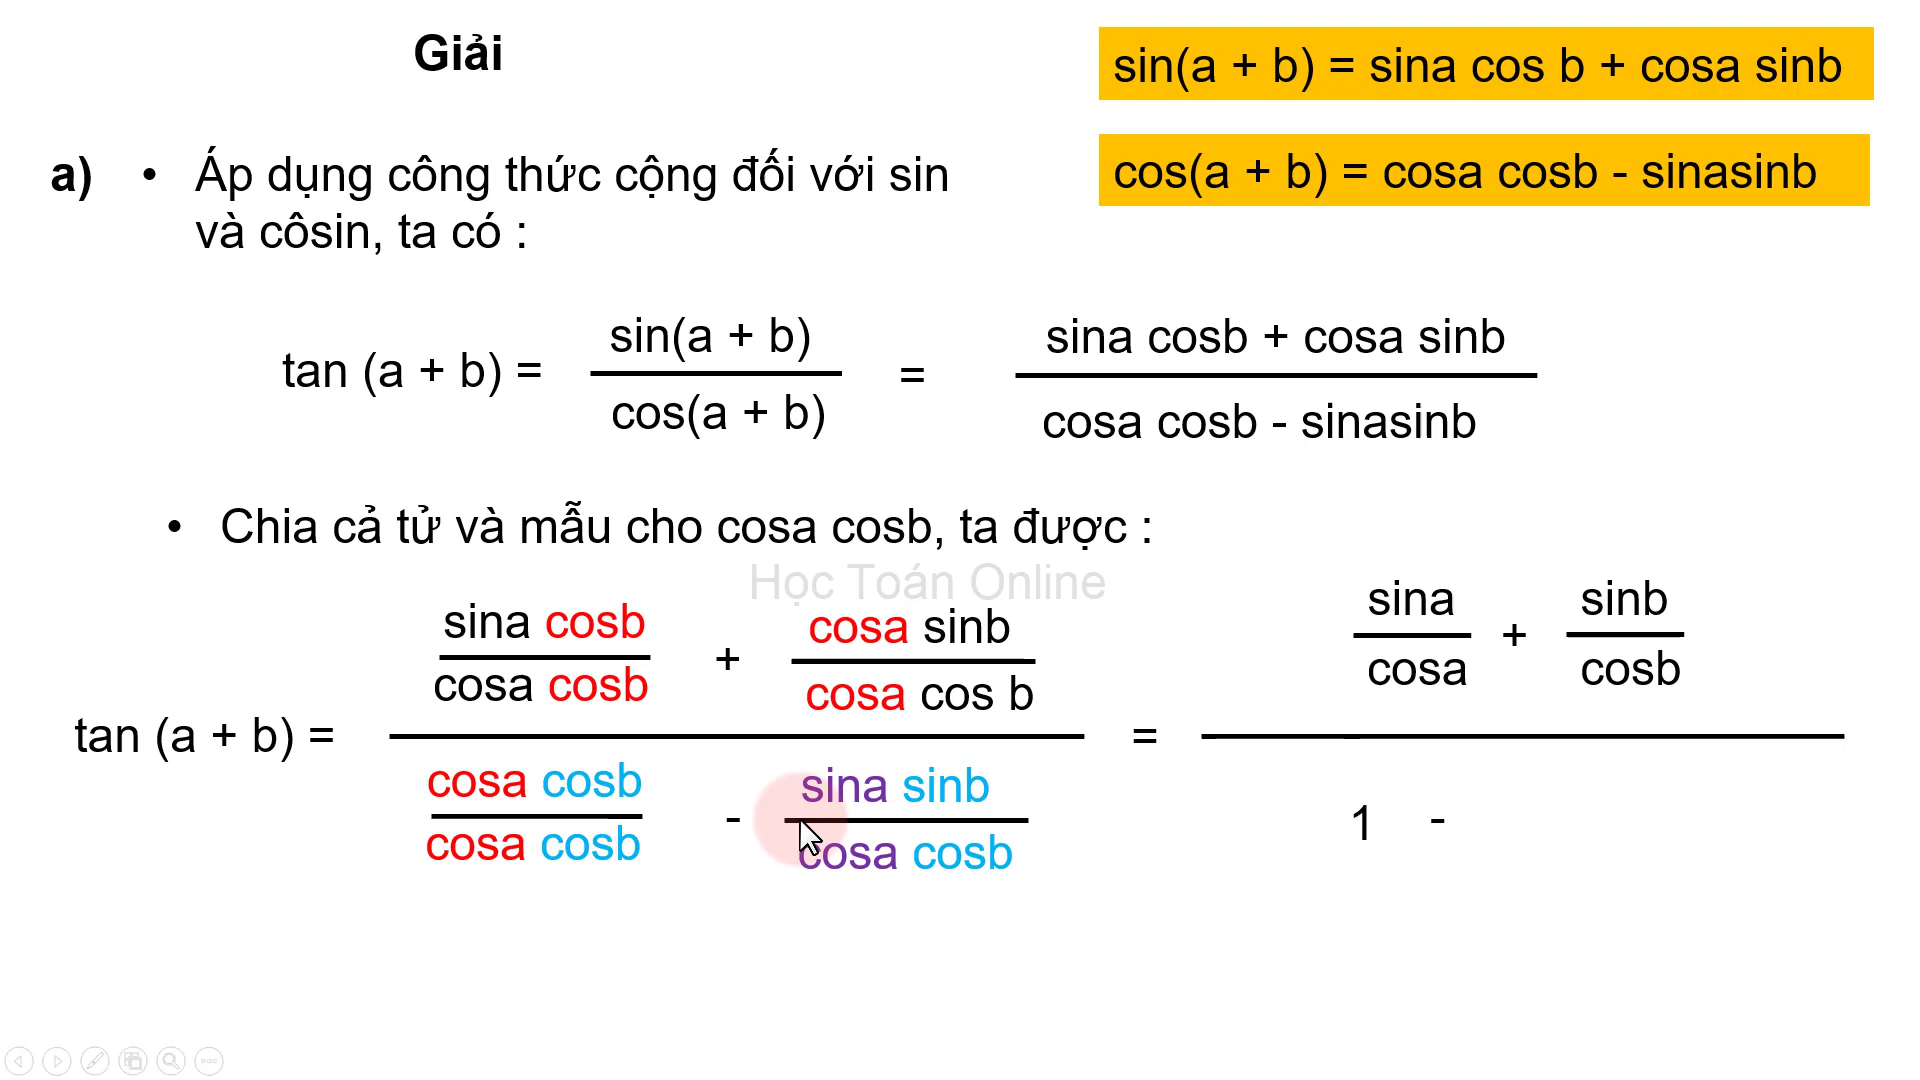 Giải
sin(a + b) = sina cos b + cosa sinb
cos(a + b) = cosa cosb - sinasinb
a) • Áp dụng công thức cộng đối với sin
và côsin, ta có :
sin(a + b)
sina cosb + cosa sinb
tan (a + b) =
=
cos(a + b)
cosa cosb - sinasinb
• Chia cả tử và mẫu cho cosa cosb, ta được :
Học Toán Online
sina cosb
+
cosa sinb
cosa cosb
cosa cos b
sina
+
sinb
cosa
cosb
tan (a + b) =
=
cosa cosb
-
sina sinb
cosa cosb
cosa cosb
1 -